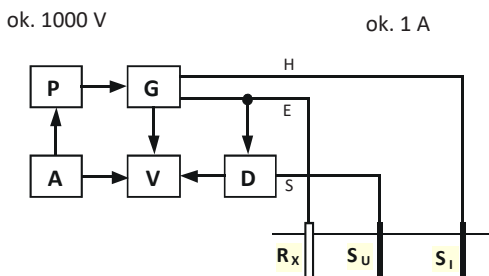 ok. 1000 V
ok. 1 A
H
P G
E
A V D
S
RX SU SI